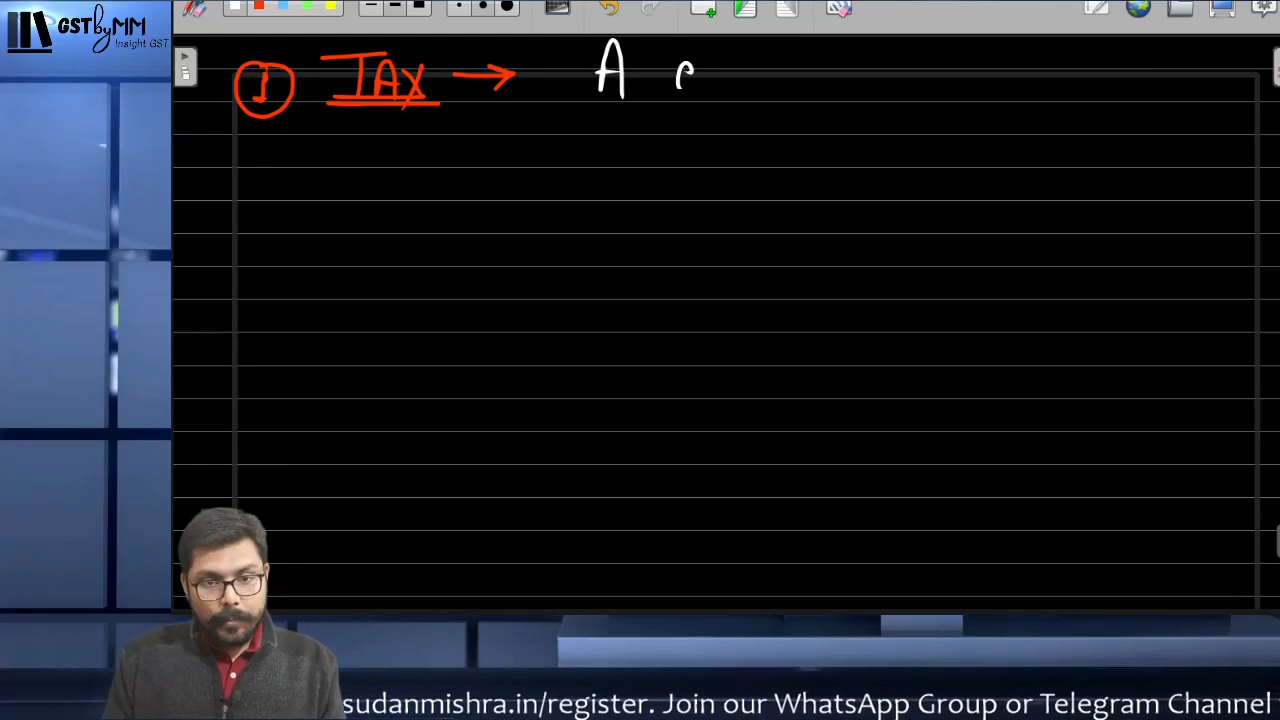 GSTbyMM
Insight GST
1 TAX → A
sudanmishra.in/register. Join our WhatsApp Group or Telegram Channel